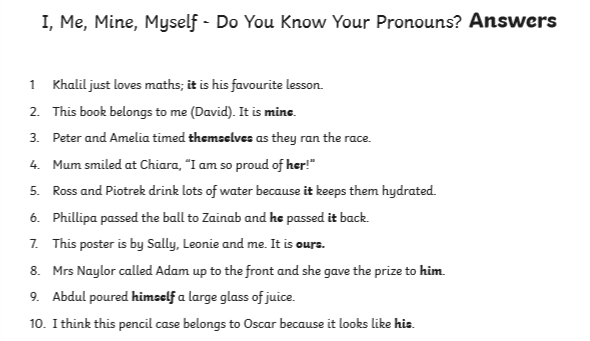 I, Me, Mine, Myself - Do You Know Your Pronouns? Answers
1 Khalil just loves maths; it is his favourite lesson.
2. This book belongs to me (David). It is mine.
3. Peter and Amelia timed themselves as they ran the race.
4. Mum smiled at Chiara, “I am so proud of her!”
5. Ross and Piotrek drink lots of water because it keeps them hydrated.
6. Phillipa passed the ball to Zainab and he passed it back.
7. This poster is by Sally, Leonie and me. It is ours.
8. Mrs Naylor called Adam up to the front and she gave the prize to him.
9. Abdul poured himself a large glass of juice.
10. I think this pencil case belongs to Oscar because it looks like his.